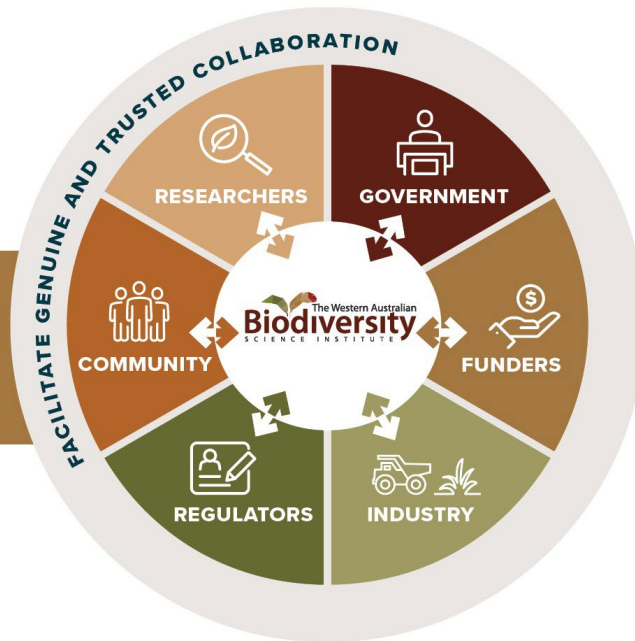 FACILITATE GENUINE AND TRUSTED COLLABORATION
RESEARCHERS
GOVERNMENT
COMMUNITY
The Western Australian
Biodiversity
SCIENCE INSTITUTE
$
FUNDERS
REGULATORS
INDUSTRY